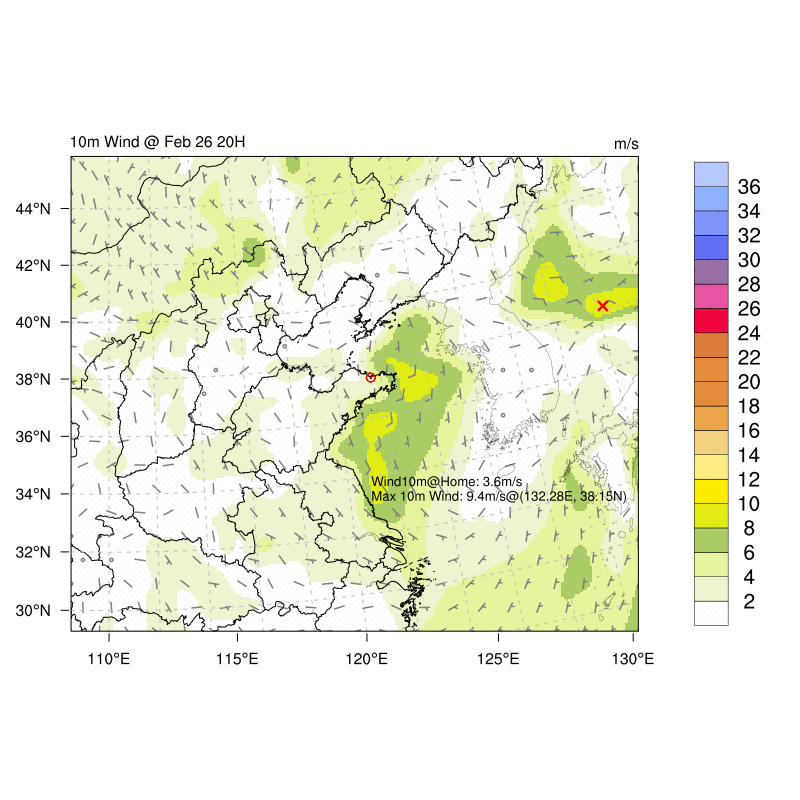 10m Wind @ Feb 26 20H
m/s
44°N
42°N
40°N
38°N
36°N
34°N
32°N
30°N
110°E
115°E
120°E
125°E
130°E
Wind10m@Home: 3.6m/s
Max 10m Wind: 9.4m/s@(132.28E, 38.15N)
36
34
32
30
28
26
24
22
20
18
16
14
12
10
8
6
4
2